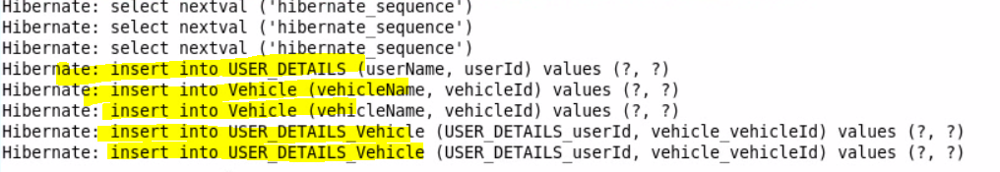 Hibernate: select nextval ('hibernate_sequence')
Hibernate: select nextval ('hibernate_sequence')
Hibernate: select nextval ('hibernate_sequence')
Hibernate: insert into USER_DETAILS (userName, userId) values (?, ?)
Hibernate: insert into Vehicle (vehicleName, vehicleId) values (?, ?)
Hibernate: insert into Vehicle (vehicleName, vehicleId) values (?, ?)
Hibernate: insert into USER_DETAILS_Vehicle (USER_DETAILS_userId, vehicle_vehicleId) values (?, ?)
Hibernate: insert into USER_DETAILS_Vehicle (USER_DETAILS_userId, vehicle_vehicleId) values (?, ?)